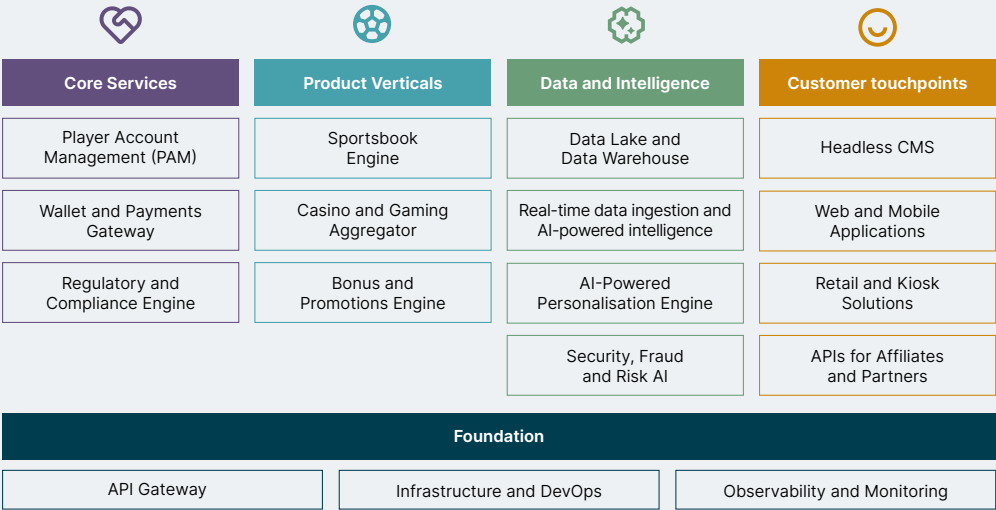 Core Services
Player Account
Management (PAM)
Wallet and Payments
Gateway
Regulatory and
Compliance Engine
Product Verticals
Sportsbook
Engine
Casino and Gaming
Aggregator
Bonus and
Promotions Engine
Data and Intelligence
Data Lake and
Data Warehouse
Real-time data ingestion and
AI-powered intelligence
AI-Powered
Personalisation Engine
Security, Fraud
and Risk AI
Customer touchpoints
Headless CMS
Web and Mobile
Applications
Retail and Kiosk
Solutions
APIs for Affiliates
and Partners
Foundation
API Gateway
Infrastructure and DevOps
Observability and Monitoring